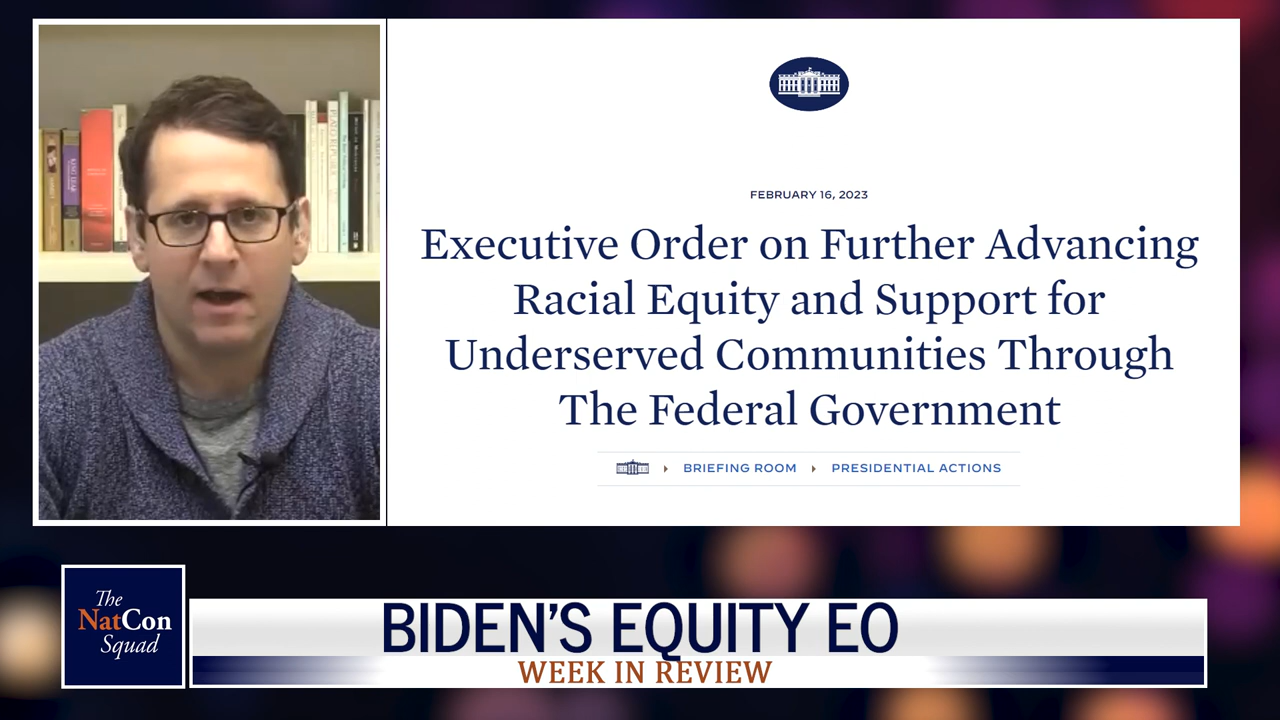 FEBRUARY 16, 2023
Executive Order on Further Advancing
Racial Equity and Support for
Underserved Communities Through
The Federal Government
BRIEFING ROOM
PRESIDENTIAL ACTIONS
The
NatCon
Squad
BIDEN'S EQUITY EO
WEEK IN REVIEW